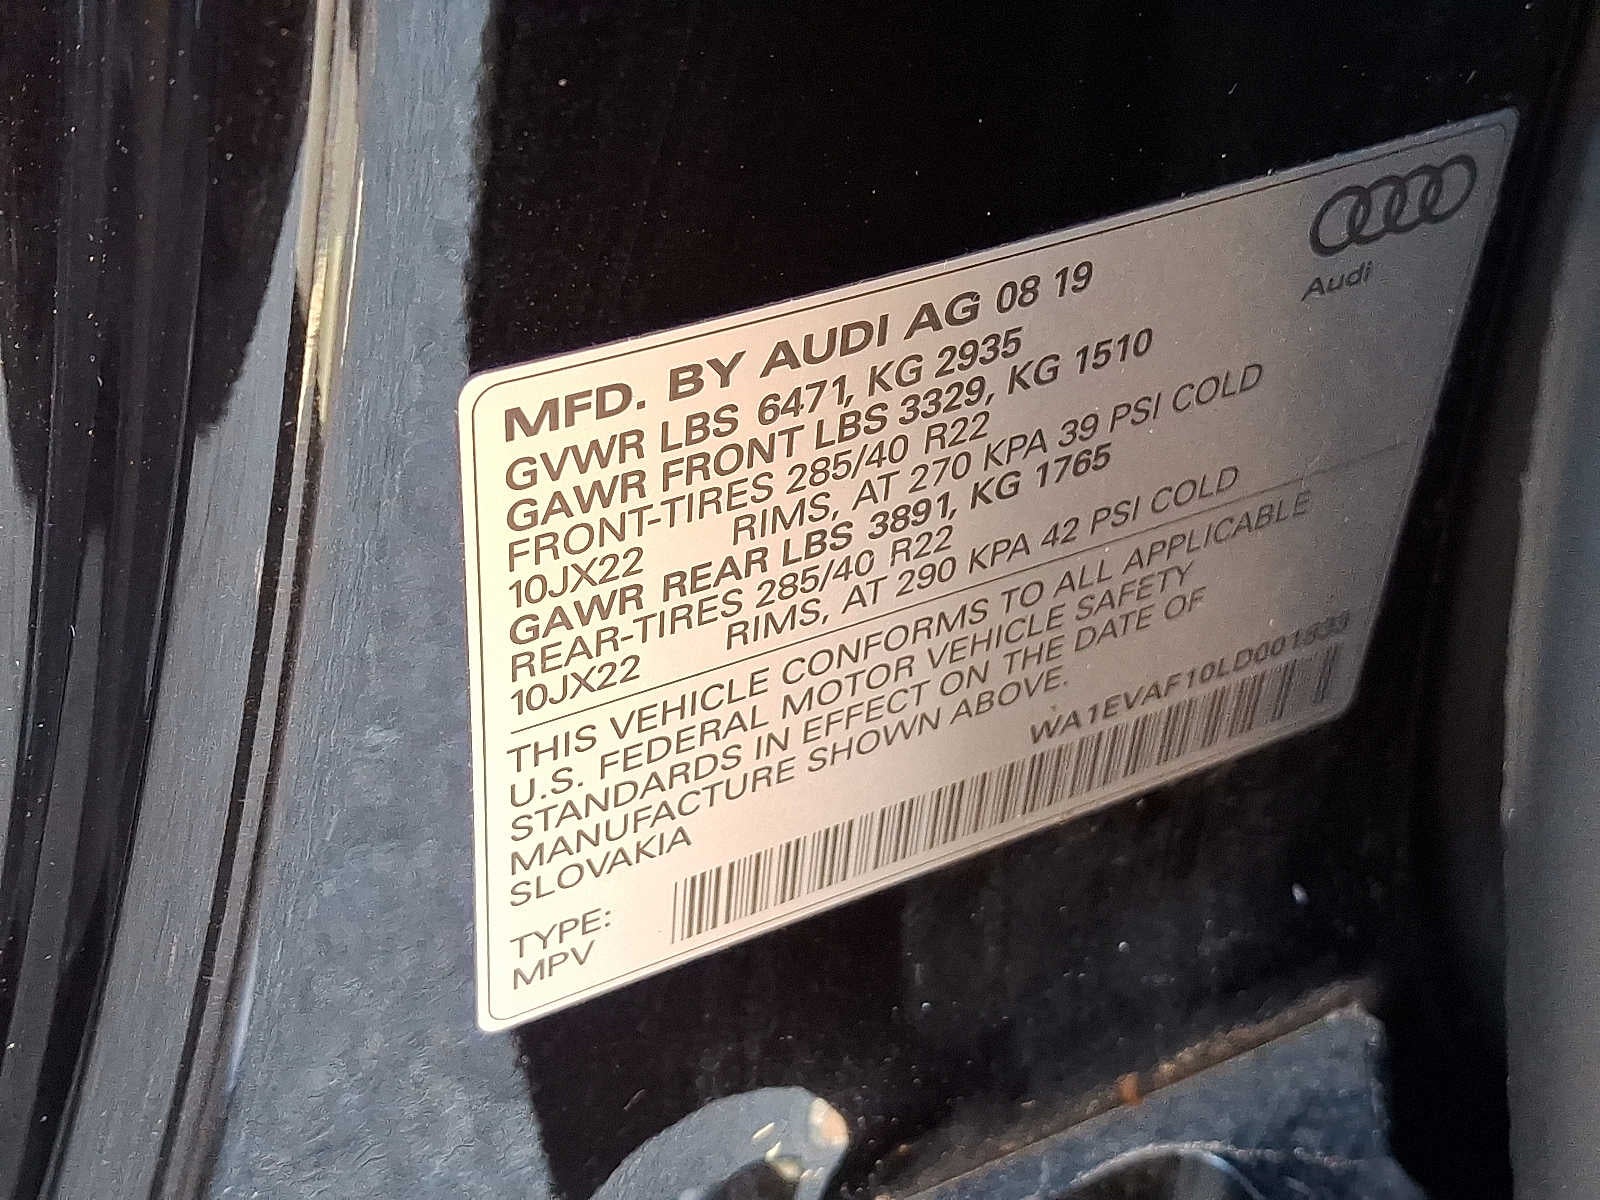 Audi
MFD. BY AUDI AG 08 19
GVWR LBS 6471, KG 2935
GAWR FRONT LBS 3329, KG 1510
FRONT-TIRES 285/40 R22
10JX22 RIMS, AT 270 KPA 39 PSI COLD
GAWR REAR LBS 3891, KG 1765
REAR-TIRES 285/40 R22
10JX22 RIMS, AT 290 KPA 42 PSI COLD
THIS VEHICLE CONFORMS TO ALL APPLICABLE
U.S. FEDERAL MOTOR VEHICLE SAFETY
STANDARDS IN EFFECT ON THE DATE OF
MANUFACTURE SHOWN ABOVE.
SLOVAKIA
TYPE:
MPV